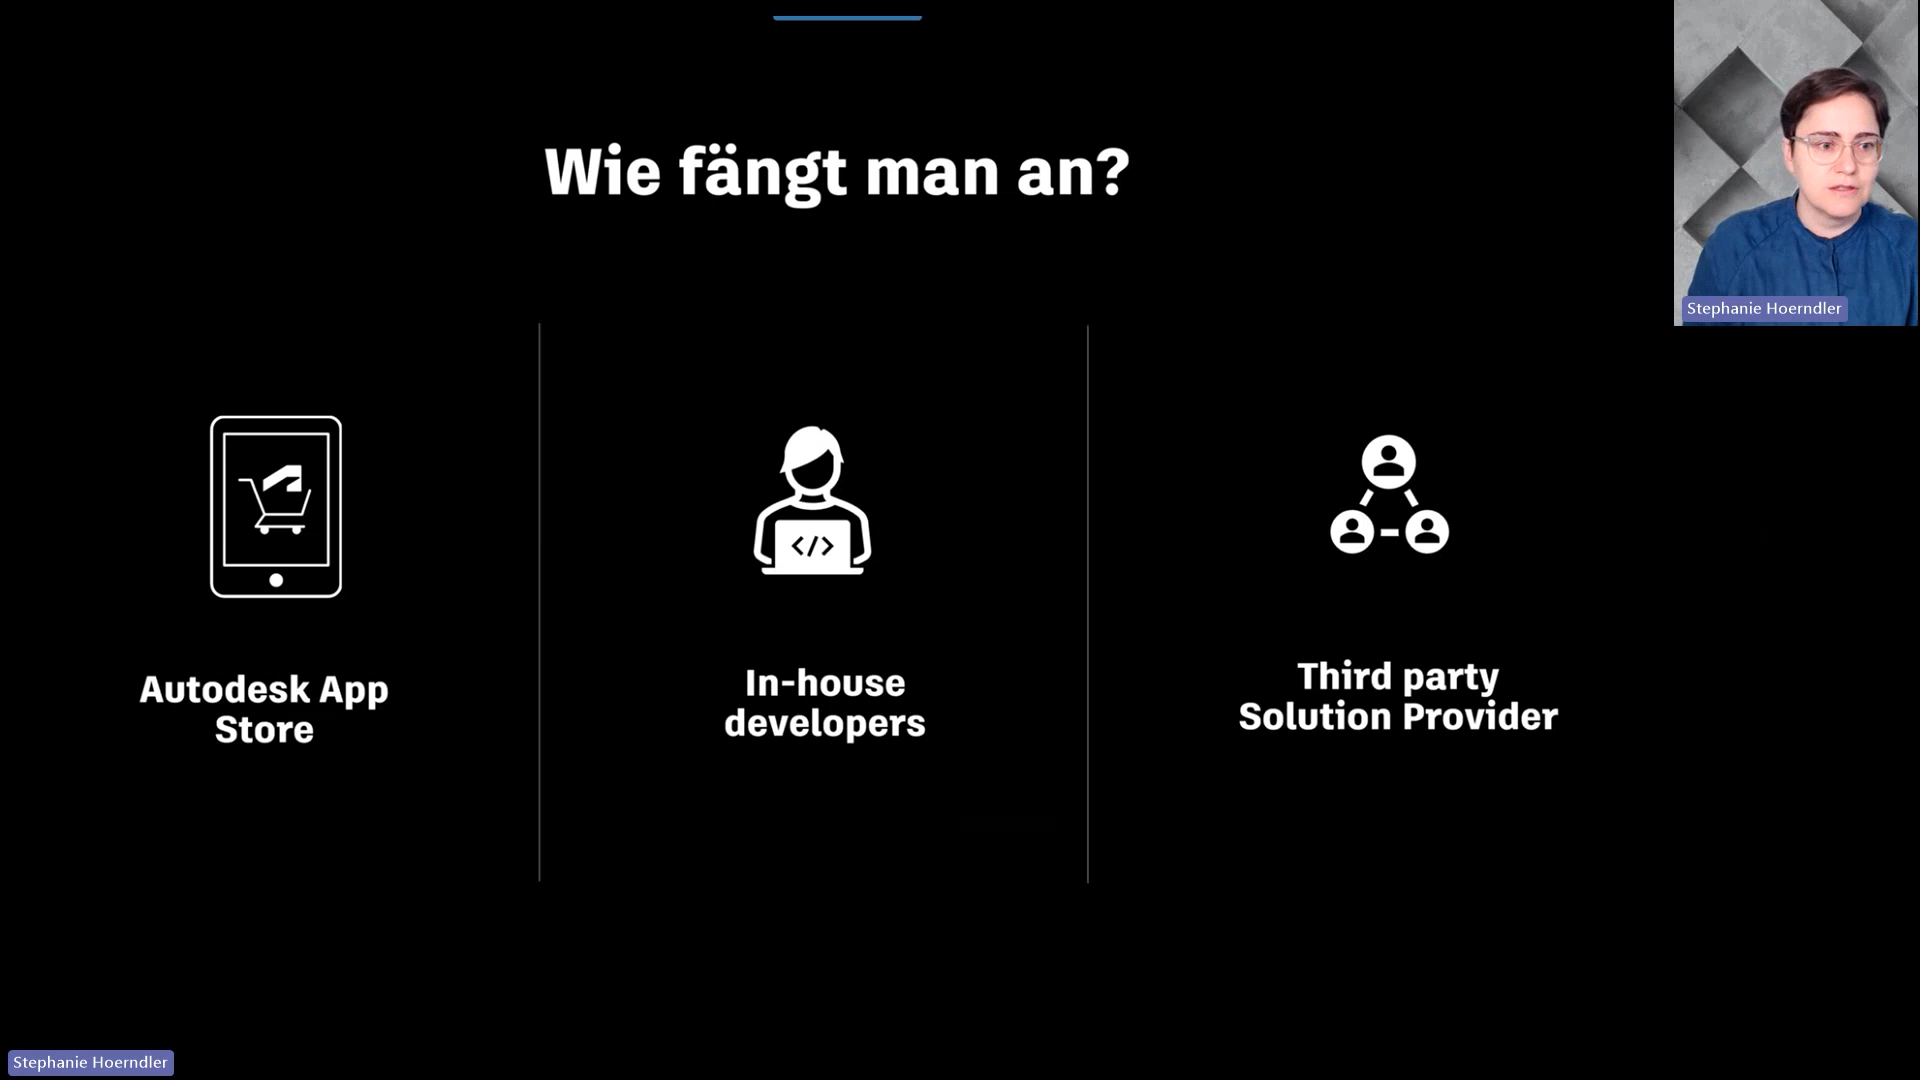 Wie fängt man an?
Stephanie Hoerndler
</>
Autodesk App
Store
In-house
developers
Third party
Solution Provider
Stephanie Hoerndler